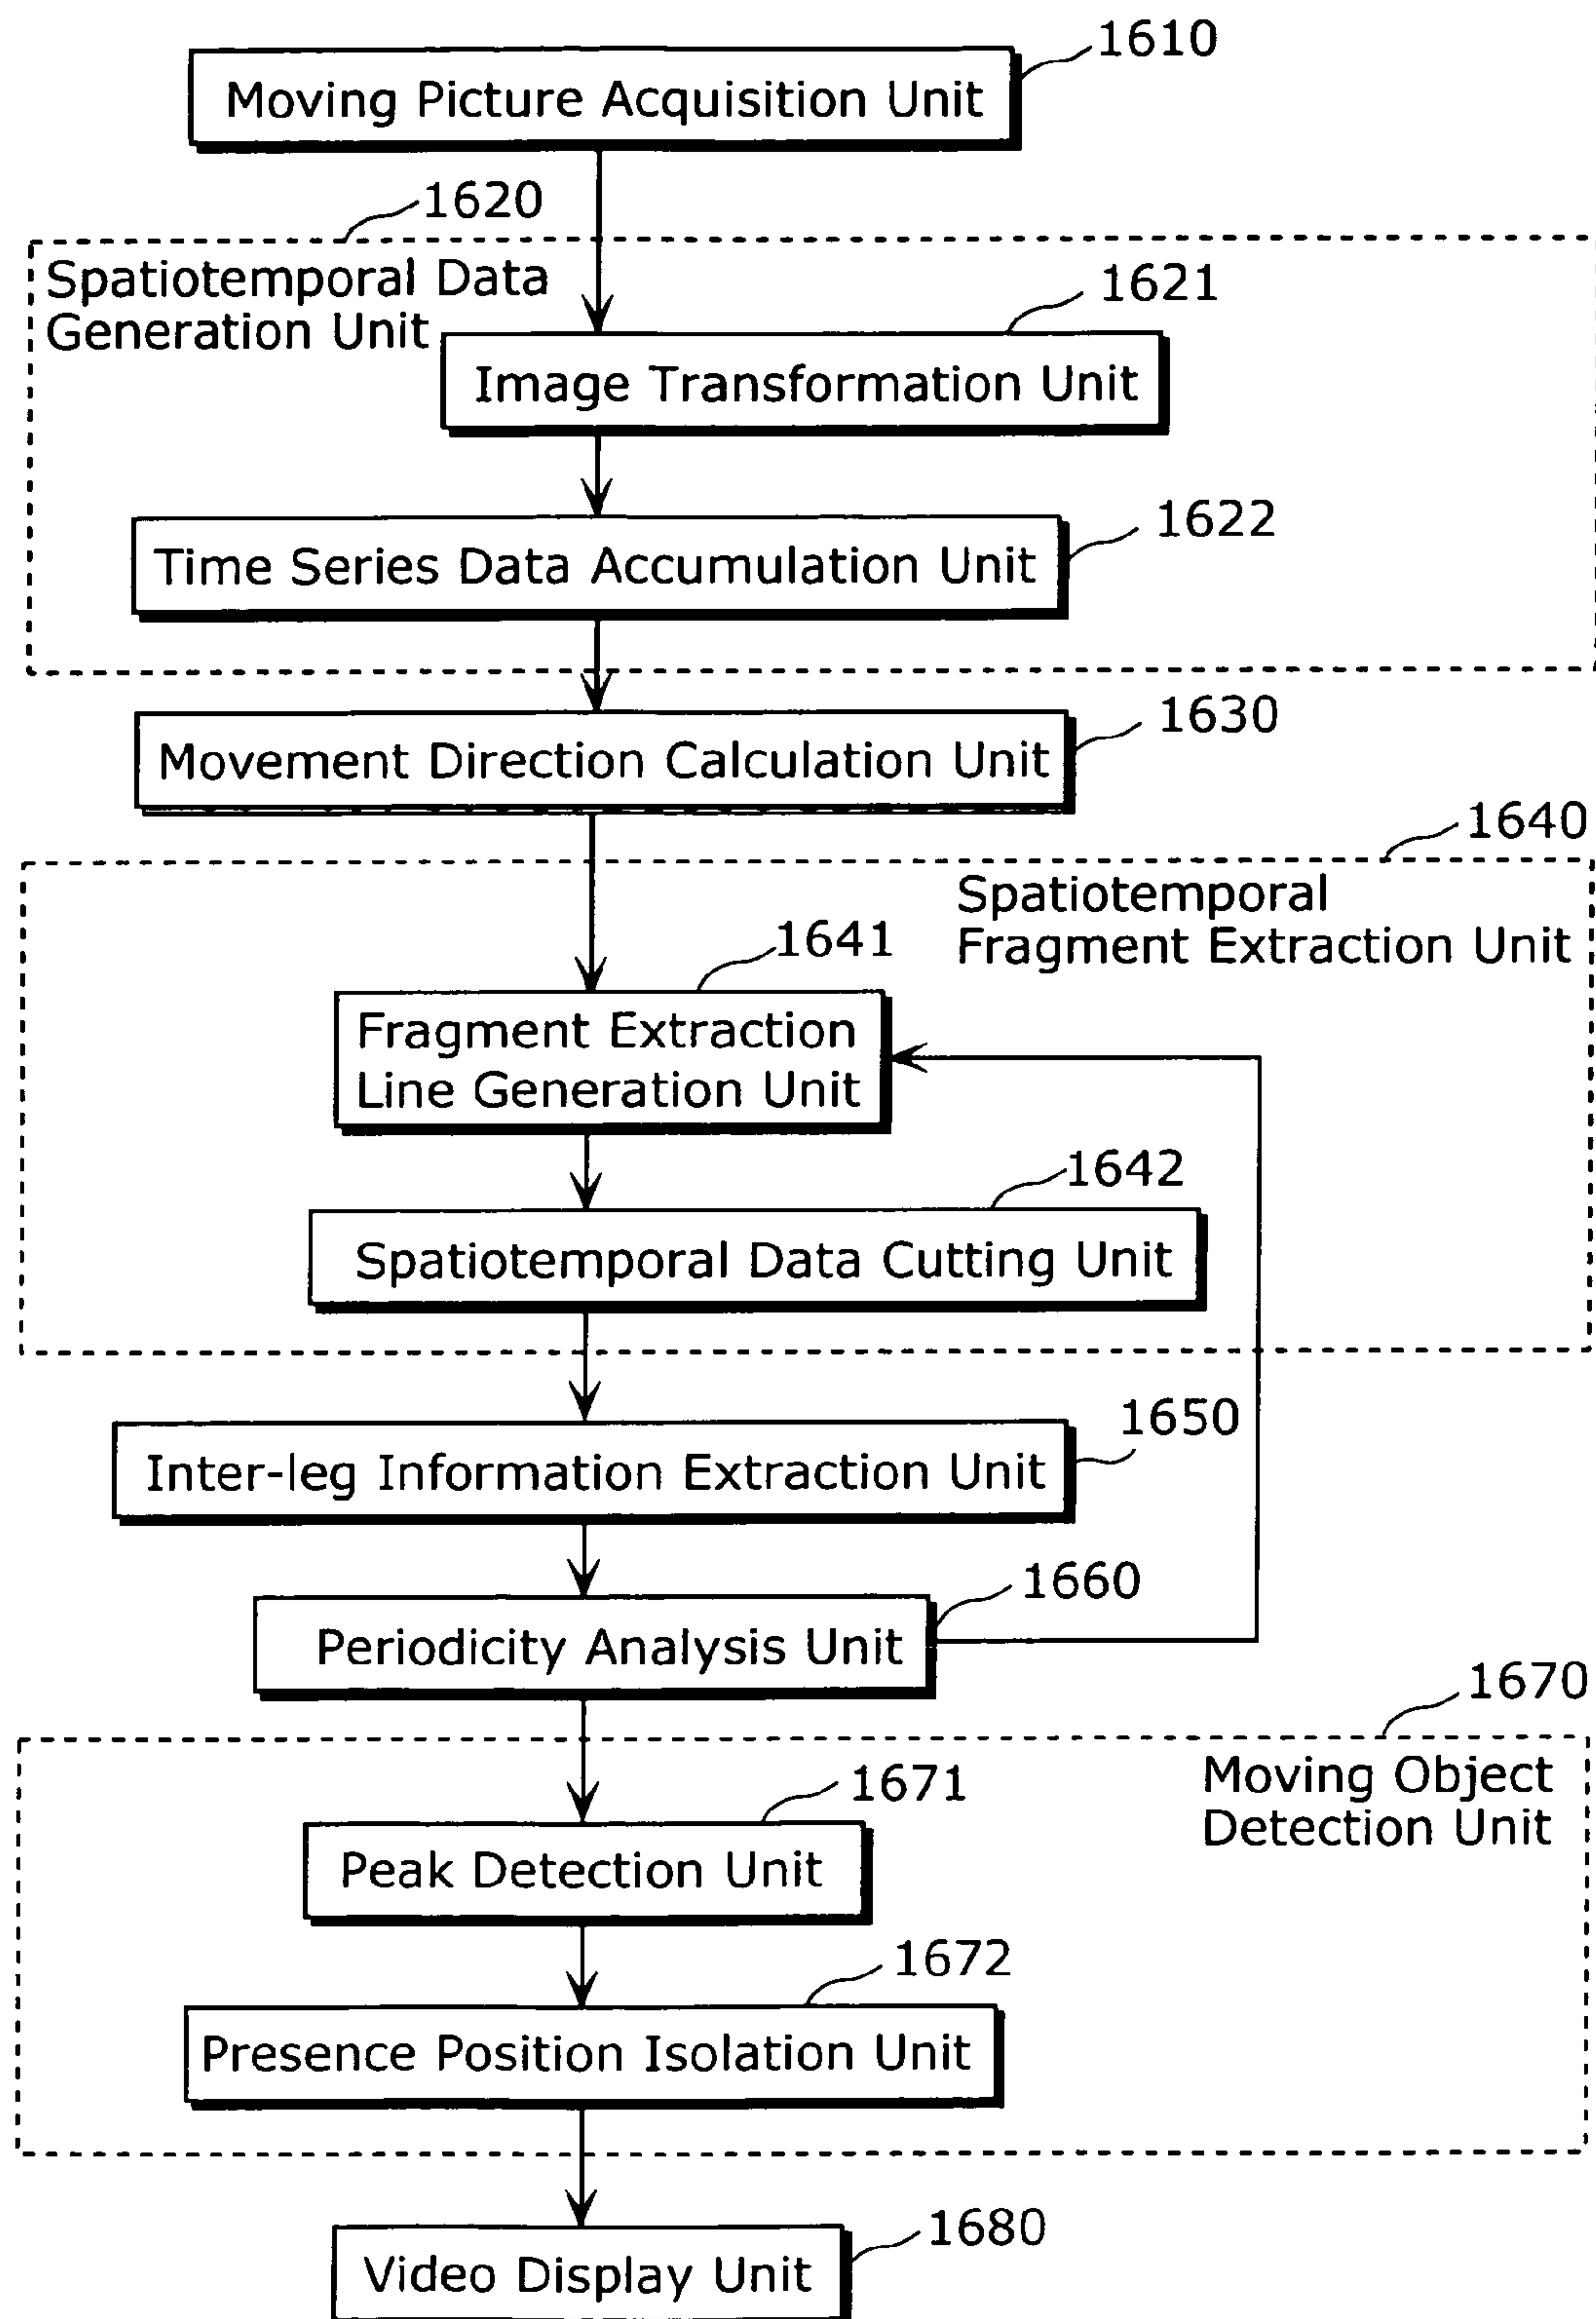 1610
Moving Picture Acquisition Unit
1620
Spatiotemporal Data
Generation Unit
1621
Image Transformation Unit
1622
Time Series Data Accumulation Unit
1630
Movement Direction Calculation Unit
1640
Spatiotemporal
Fragment Extraction Unit
1641
Fragment Extraction
Line Generation Unit
1642
Spatiotemporal Data Cutting Unit
1650
Inter-leg Information Extraction Unit
1660
Periodicity Analysis Unit
1670
Moving Object
Detection Unit
1671
Peak Detection Unit
1672
Presence Position Isolation Unit
1680
Video Display Unit